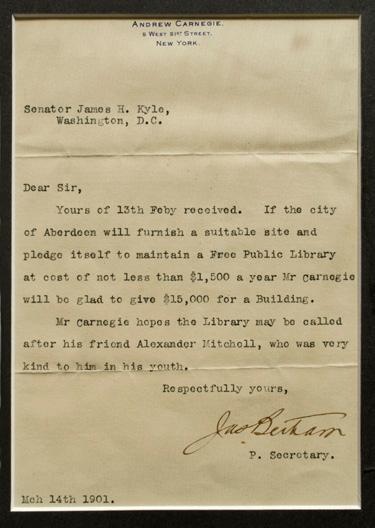 ANDREW CARNEGIE.
5 WEST 51ST STREET.
NEW YORK.
Senator James H. Kyle,
Washington, D.C.
Dear Sir,
Yours of 13th Feby received. If the city
of Aberdeen will furnish a suitable site and
pledge itself to maintain a Free Public Library
at cost of not less than $1,500 a year Mr Carnegie
will be glad to give $15,000 for a Building.
Mr Carnegie hopes the Library may be called
after his friend Alexander Mitchell, who was very
kind to him in his youth.
Respectfully yours,
Jas Bertram
P. Secretary.
Mch 14th 1901.